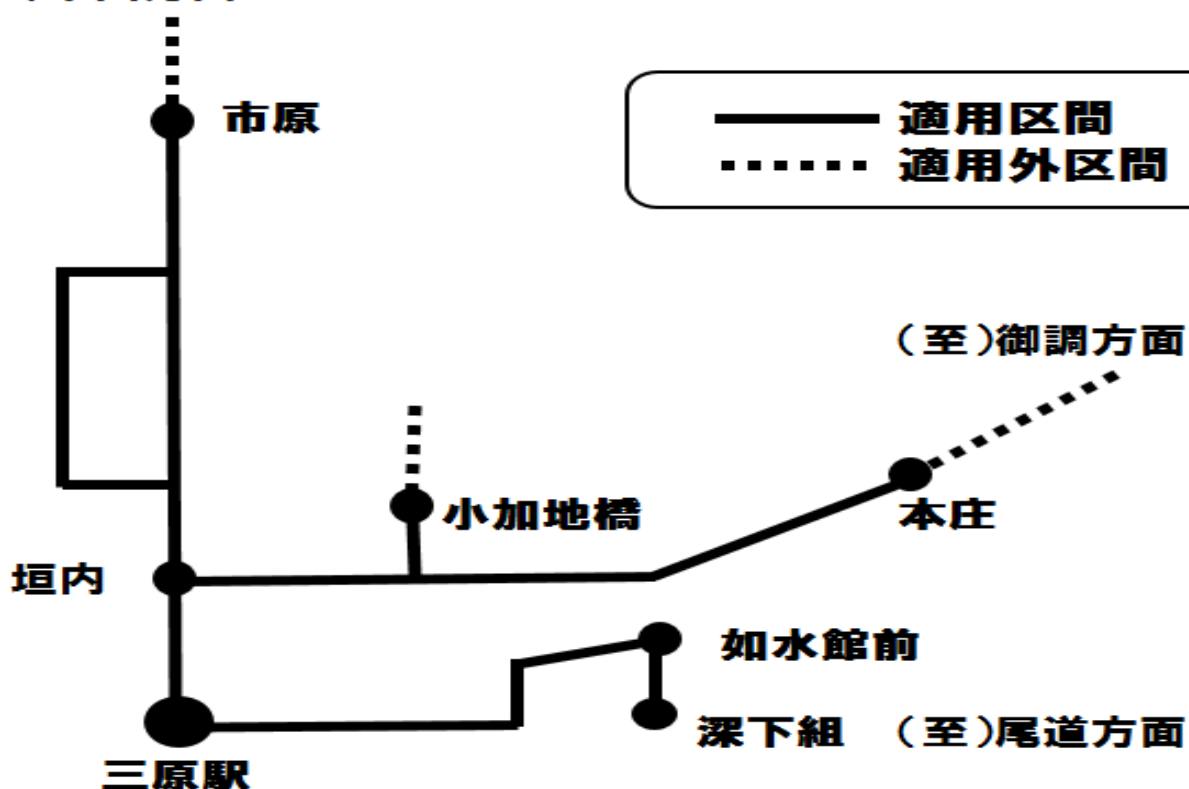 市原
適用区間
適用外区間
(至)御調方面
小加地橋
本庄
垣内
如水館前
深下組 (至)尾道方面
三原駅